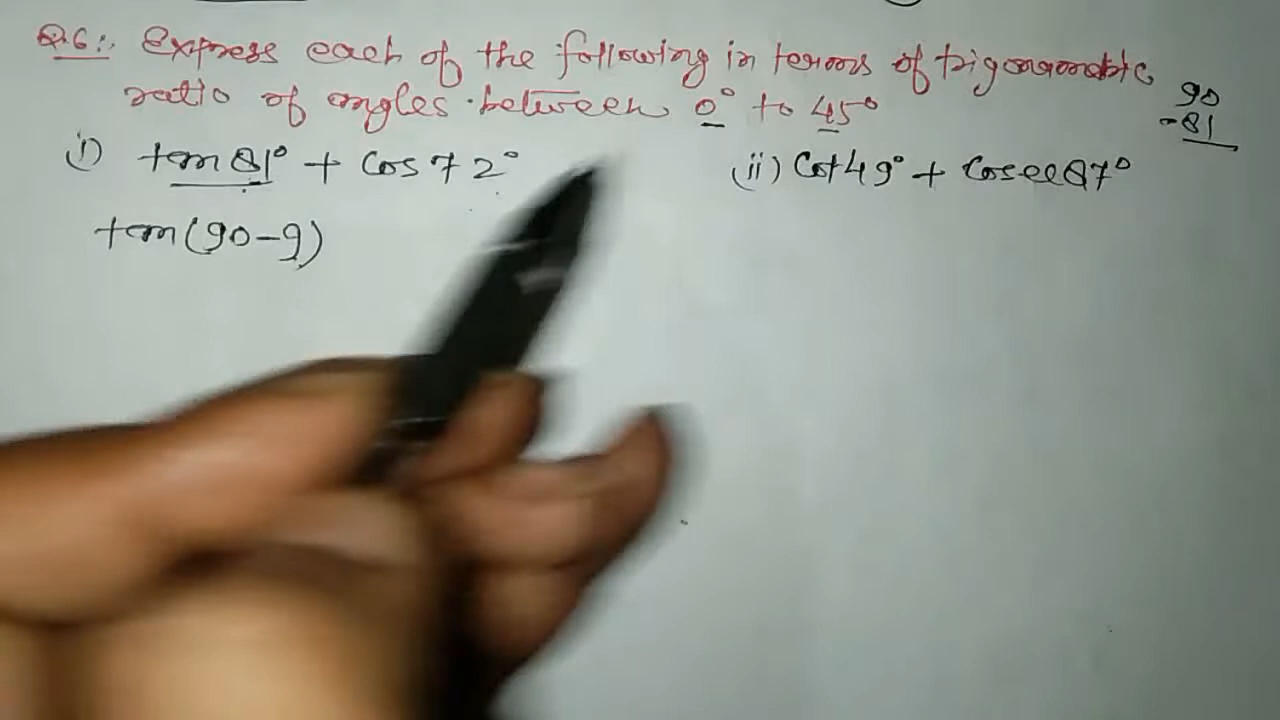 Q.6:. Express each of the following in terms of trigonometric
ratio of angles between 0° to 45°
i) tan 81° + Cos 72°
(ii) Cot 49° + Cosec 87°
tan(90-9)
90
-81